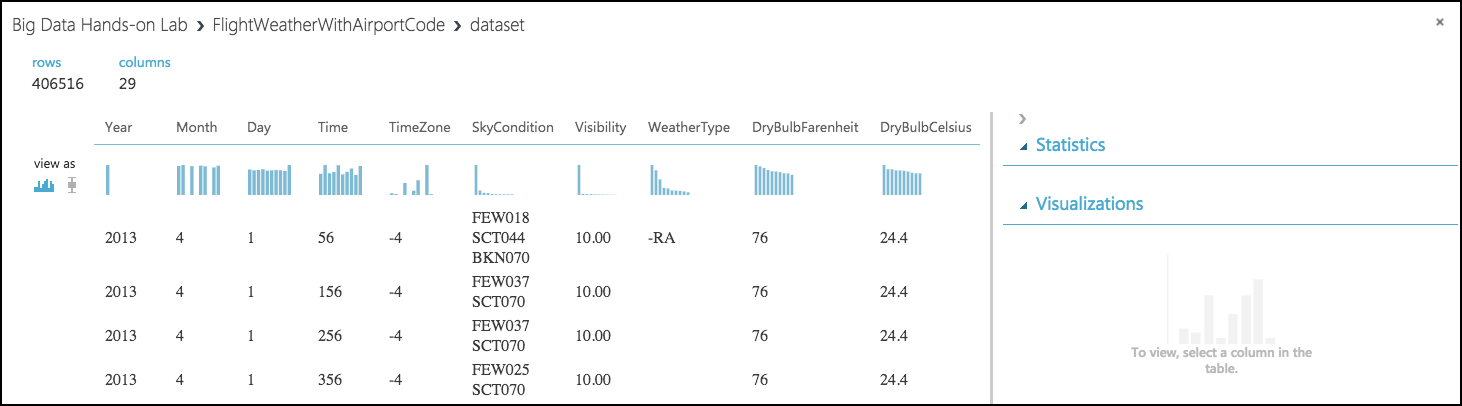 Big Data Hands-on Lab › FlightWeatherWithAirportCode › dataset
rows columns
406516 29
Year Month Day Time TimeZone SkyCondition Visibility WeatherType DryBulbFarenheit DryBulbCelsius
view as
FEW018
2013 4 1 56 -4 SCT044 10.00 -RA 76 24.4
BKN070
FEW037
2013 4 1 156 -4 SCT070 10.00 76 24.4
FEW037
2013 4 1 256 -4 SCT070 10.00 76 24.4
FEW025
2013 4 1 356 -4 SCT070 10.00 76 24.4
Statistics
Visualizations
To view, select a column in the
table.